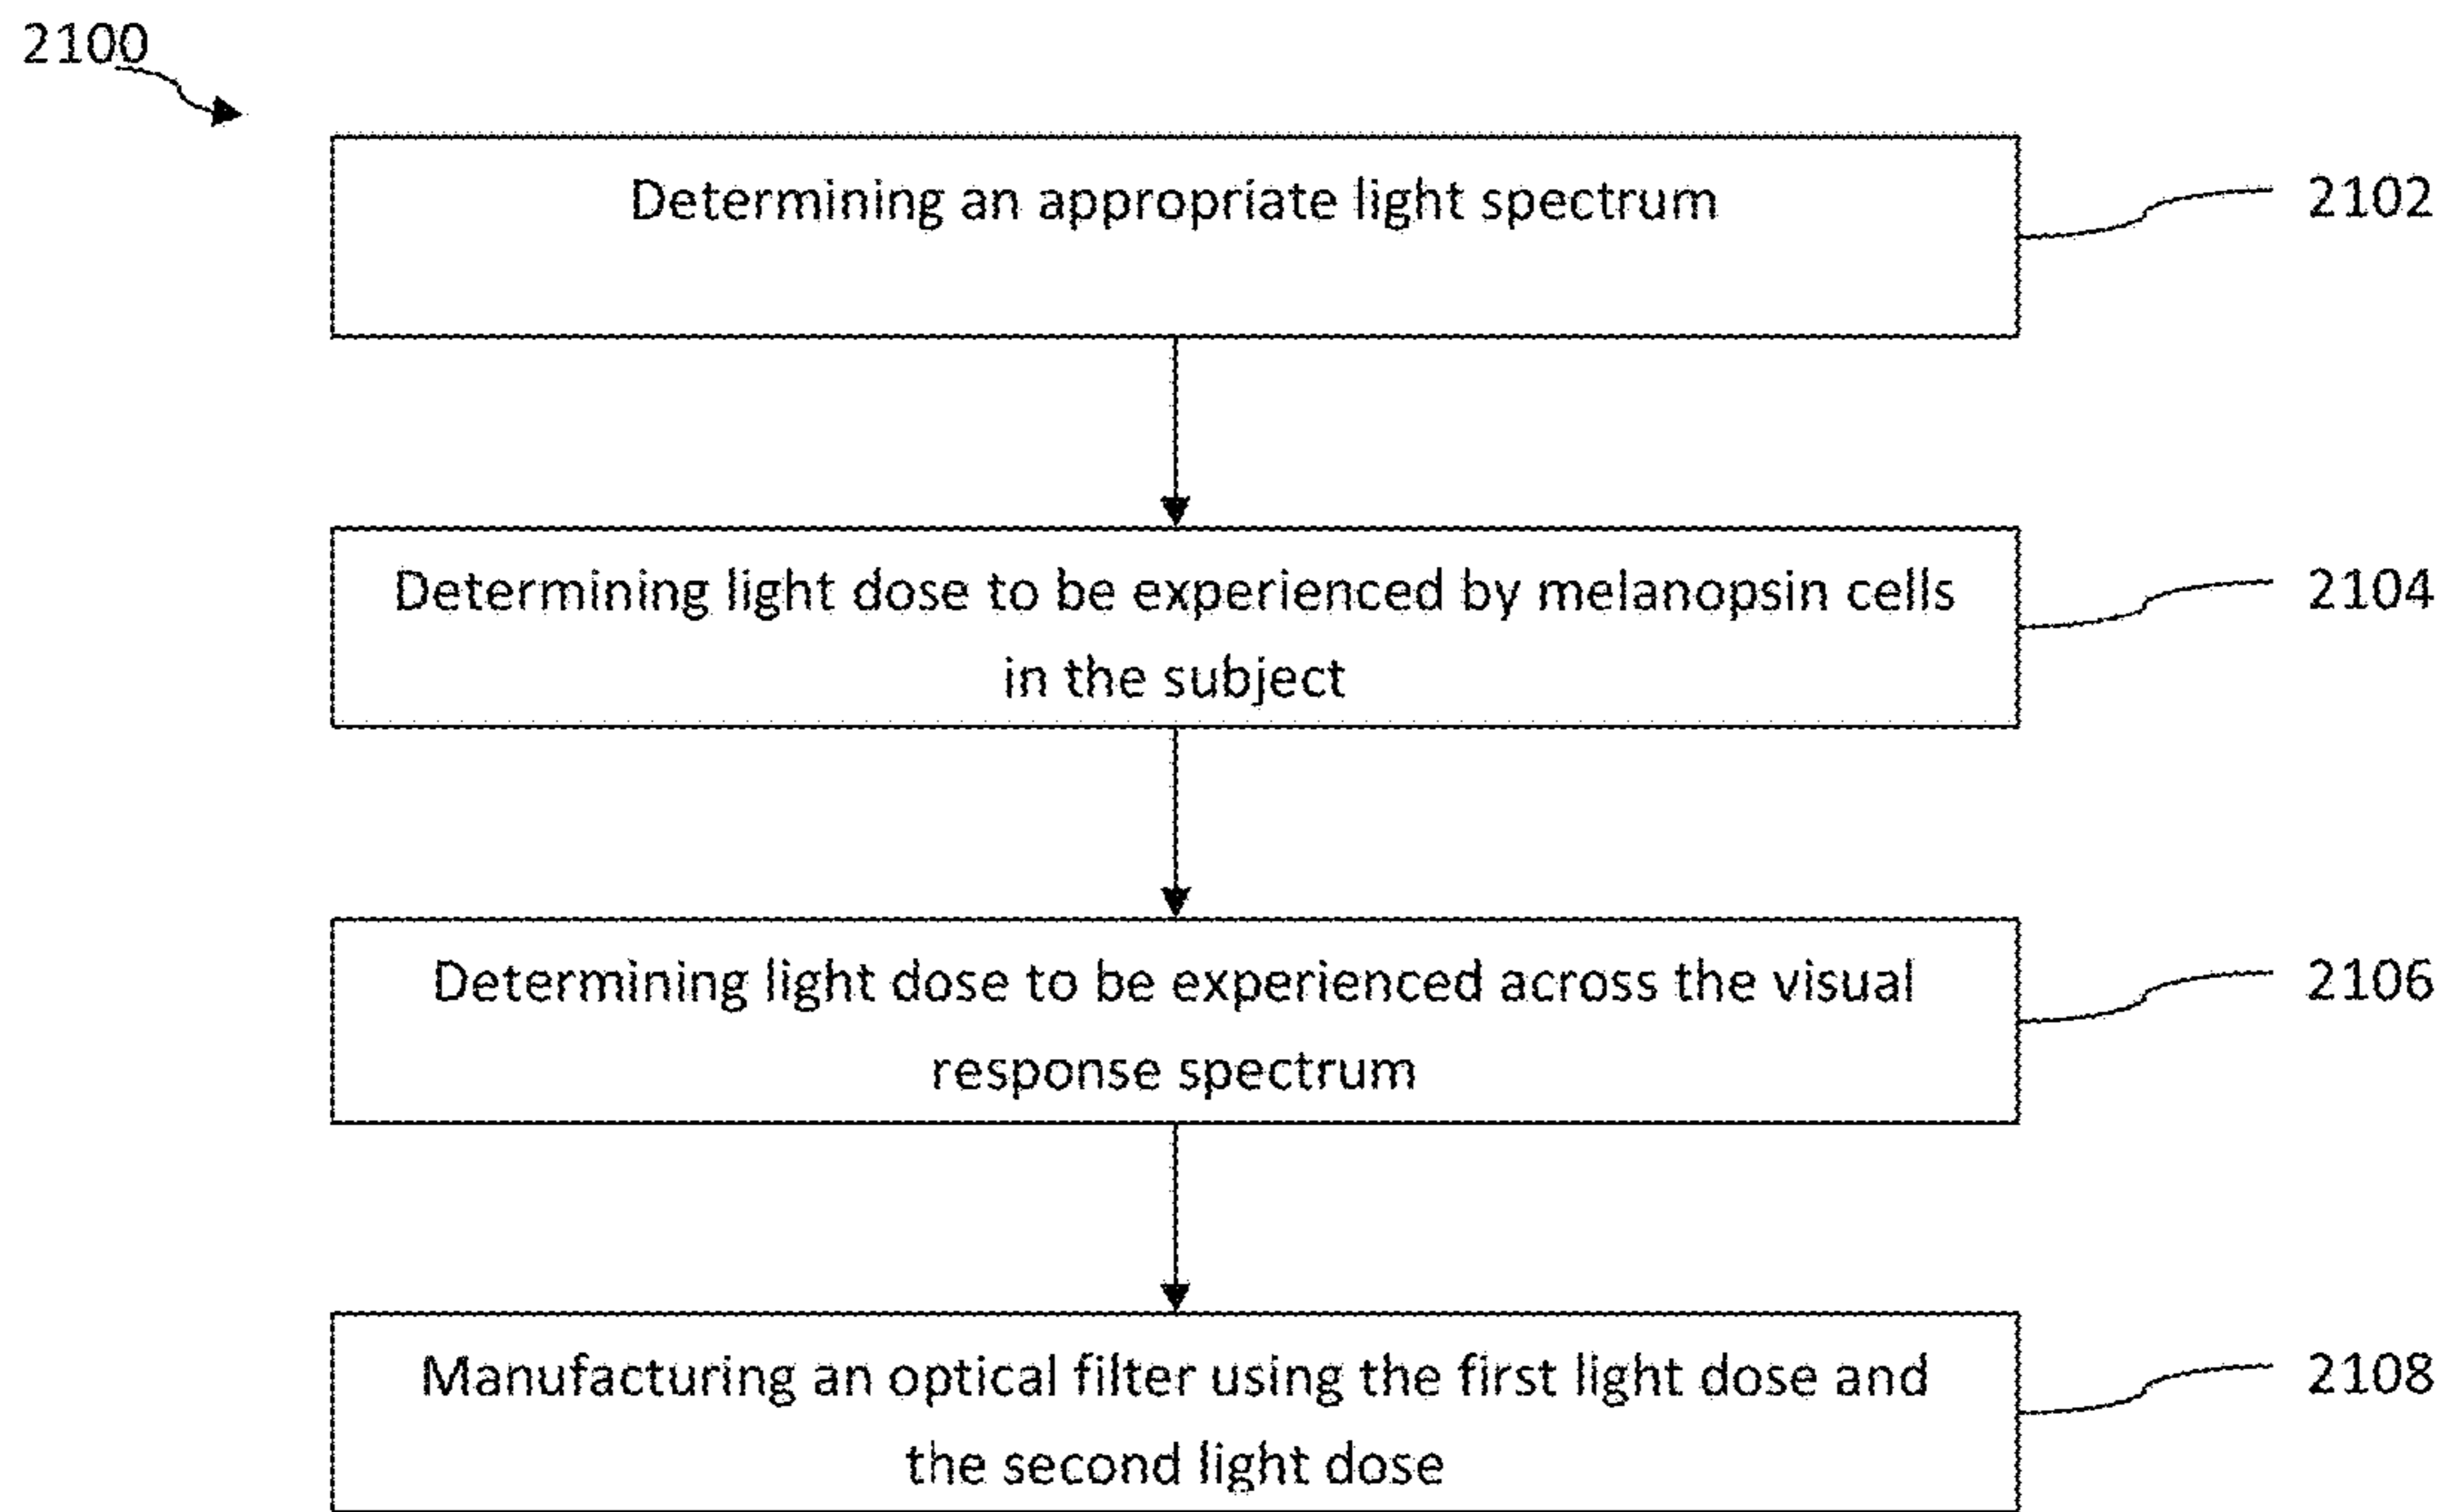 2100
Determining an appropriate light spectrum
2102
Determining light dose to be experienced by melanopsin cells
in the subject
2104
Determining light dose to be experienced across the visual
response spectrum
2106
Manufacturing an optical filter using the first light dose and
the second light dose
2108